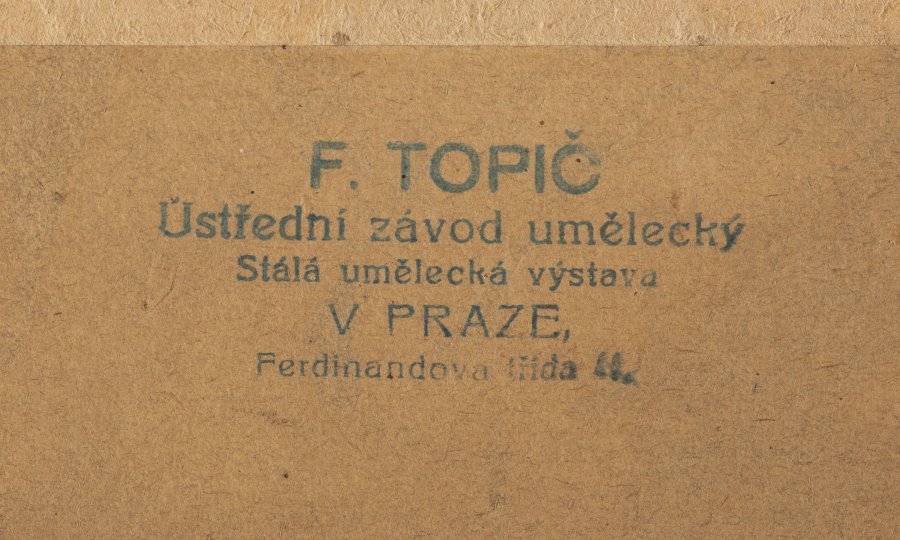 F. TOPIČ
Ústřední závod umělecký
Stálá umělecká výstava
V PRAZE,
Ferdinandova třída